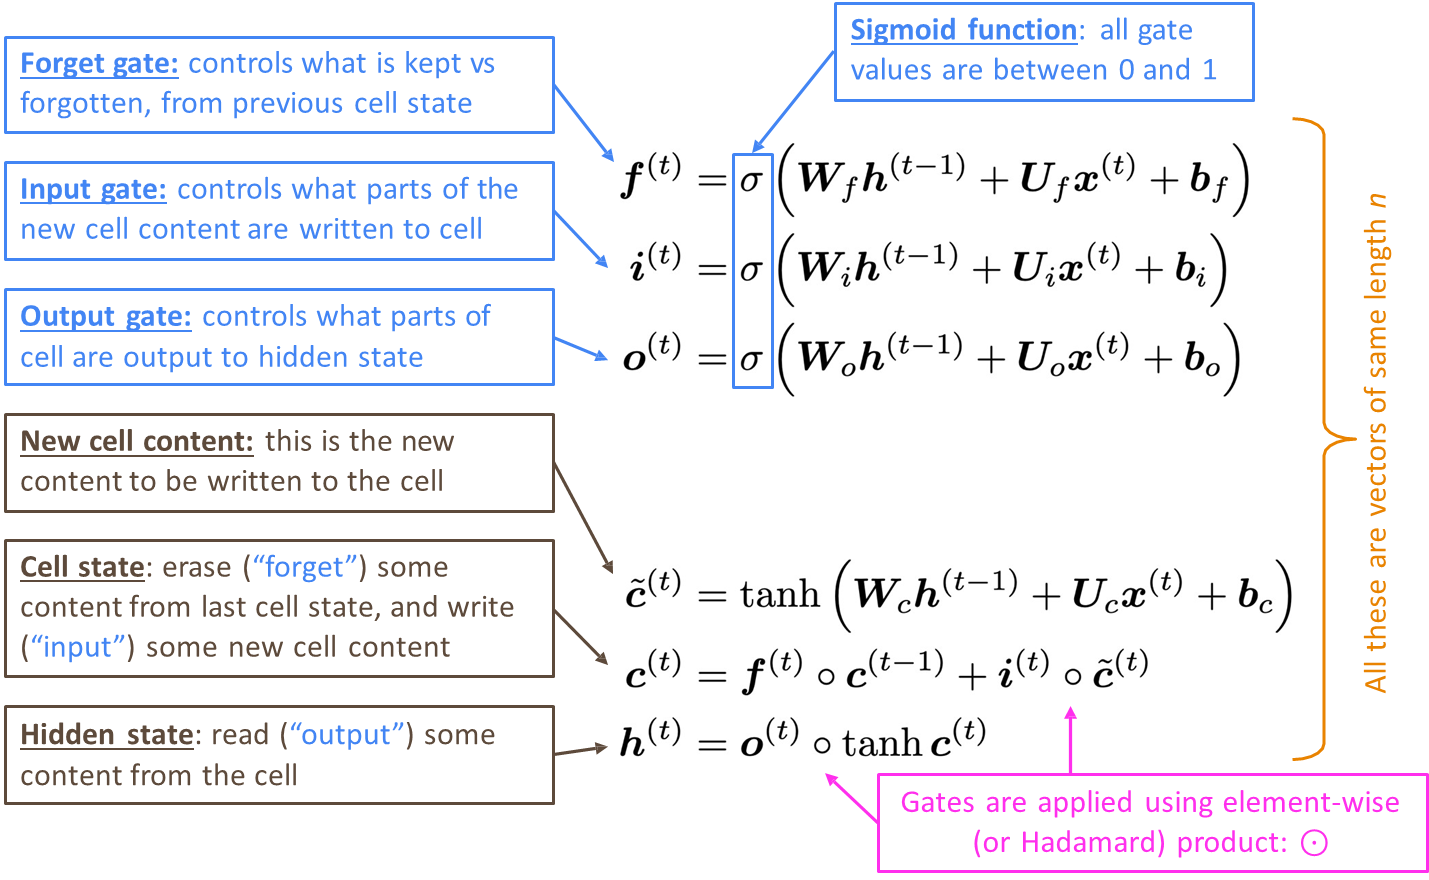 Sigmoid function: all gate
values are between 0 and 1
Forget gate: controls what is kept vs
forgotten, from previous cell state
Input gate: controls what parts of the
new cell content are written to cell
Output gate: controls what parts of
cell are output to hidden state
f^{(t)} = σ(W_f h^{(t−1)} + U_f x^{(t)} + b_f)
i^{(t)} = σ(W_i h^{(t−1)} + U_i x^{(t)} + b_i)
o^{(t)} = σ(W_o h^{(t−1)} + U_o x^{(t)} + b_o)
New cell content: this is the new
content to be written to the cell
Cell state: erase (“forget”) some
content from last cell state, and write
(“input”) some new cell content
Hidden state: read (“output”) some
content from the cell
c̃^{(t)} = tanh(W_c h^{(t−1)} + U_c x^{(t)} + b_c)
c^{(t)} = f^{(t)} ∘ c^{(t−1)} + i^{(t)} ∘ c̃^{(t)}
h^{(t)} = o^{(t)} ∘ tanh c^{(t)}
Gates are applied using element-wise
(or Hadamard) product: ⊙
All these are vectors of same length n